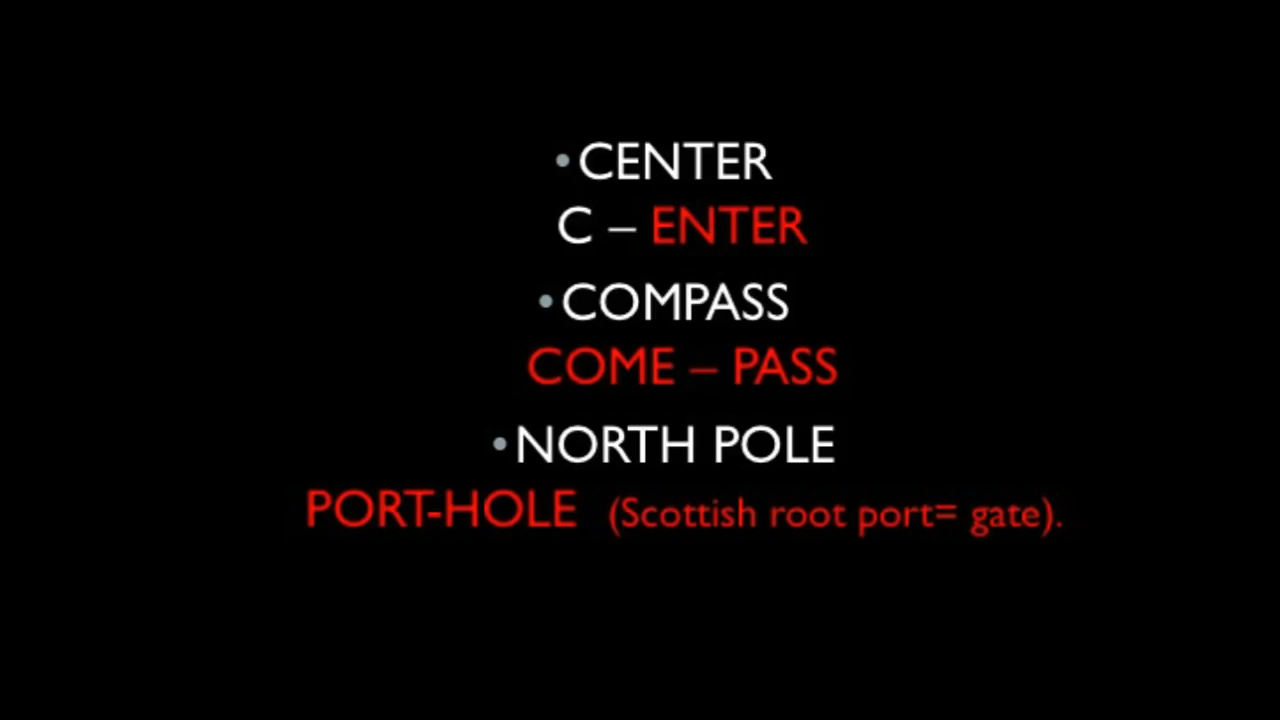 •CENTER
C – ENTER
•COMPASS
COME – PASS
•NORTH POLE
PORT-HOLE (Scottish root port= gate).